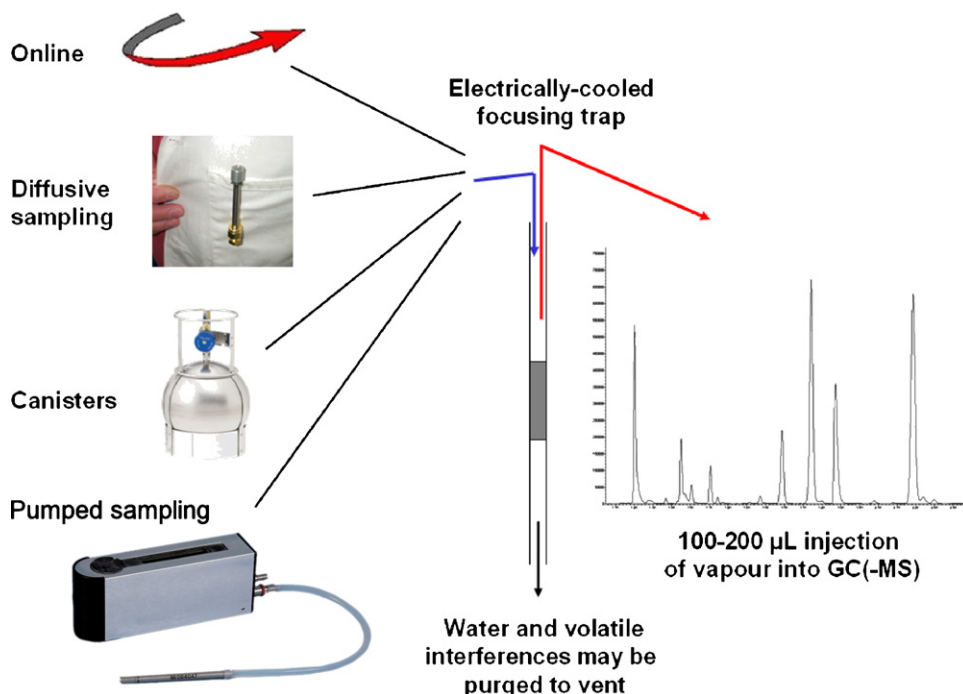 Online
Electrically-cooled
focusing trap
Diffusive
sampling
Canisters
Pumped sampling
100-200 µL injection
of vapour into GC(-MS)
Water and volatile
interferences may be
purged to vent